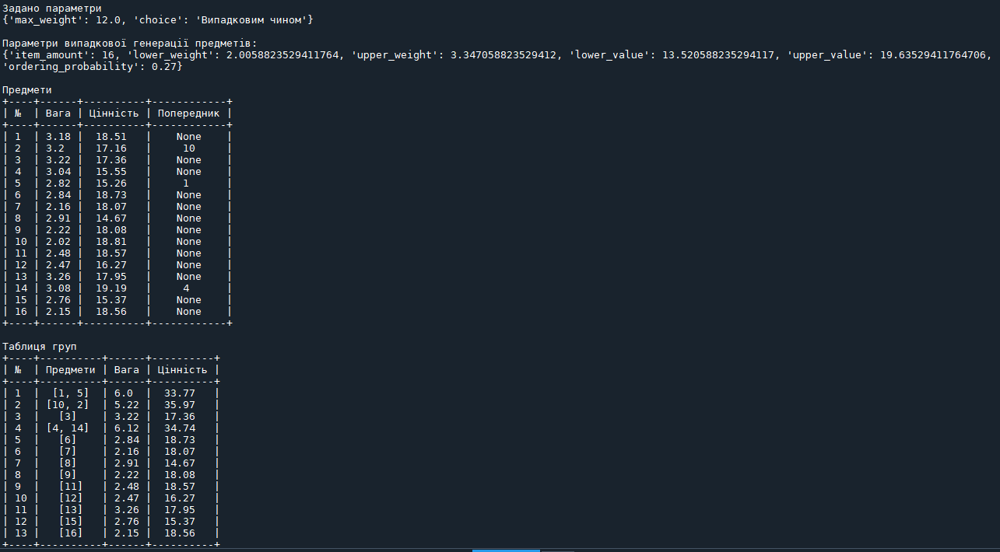 Задано параметри
{'max_weight': 12.0, 'choice': 'Випадковим чином'}
Параметри випадкової генерації предметів:
{'item_amount': 16, 'lower_weight': 2.0058823529411764, 'upper_weight': 3.347058823529412, 'lower_value': 13.520588235294117, 'upper_value': 19.63529411764706,
'ordering_probability': 0.27}
Предмети
+----+------+----------+------------+
| № | Вага | Цінність | Попередник |
+----+------+----------+------------+
| 1 | 3.18 | 18.51 | None |
| 2 | 3.2 | 17.16 | 10 |
| 3 | 3.22 | 17.36 | None |
| 4 | 3.04 | 15.55 | None |
| 5 | 2.82 | 15.26 | 1 |
| 6 | 2.84 | 18.73 | None |
| 7 | 2.16 | 18.07 | None |
| 8 | 2.91 | 14.67 | None |
| 9 | 2.22 | 18.08 | None |
| 10 | 2.02 | 18.81 | None |
| 11 | 2.48 | 18.57 | None |
| 12 | 2.47 | 16.27 | None |
| 13 | 3.26 | 17.95 | None |
| 14 | 3.08 | 19.19 | 4 |
| 15 | 2.76 | 15.37 | None |
| 16 | 2.15 | 18.56 | None |
+----+------+----------+------------+
Таблиця груп
+----+----------+------+----------+
| № | Предмети | Вага | Цінність |
+----+----------+------+----------+
| 1 | [1, 5] | 6.0 | 33.77 |
| 2 | [10, 2] | 5.22 | 35.97 |
| 3 | [3] | 3.22 | 17.36 |
| 4 | [4, 14] | 6.12 | 34.74 |
| 5 | [6] | 2.84 | 18.73 |
| 6 | [7] | 2.16 | 18.07 |
| 7 | [8] | 2.91 | 14.67 |
| 8 | [9] | 2.22 | 18.08 |
| 9 | [11] | 2.48 | 18.57 |
| 10 | [12] | 2.47 | 16.27 |
| 11 | [13] | 3.26 | 17.95 |
| 12 | [15] | 2.76 | 15.37 |
| 13 | [16] | 2.15 | 18.56 |
+----+----------+------+----------+